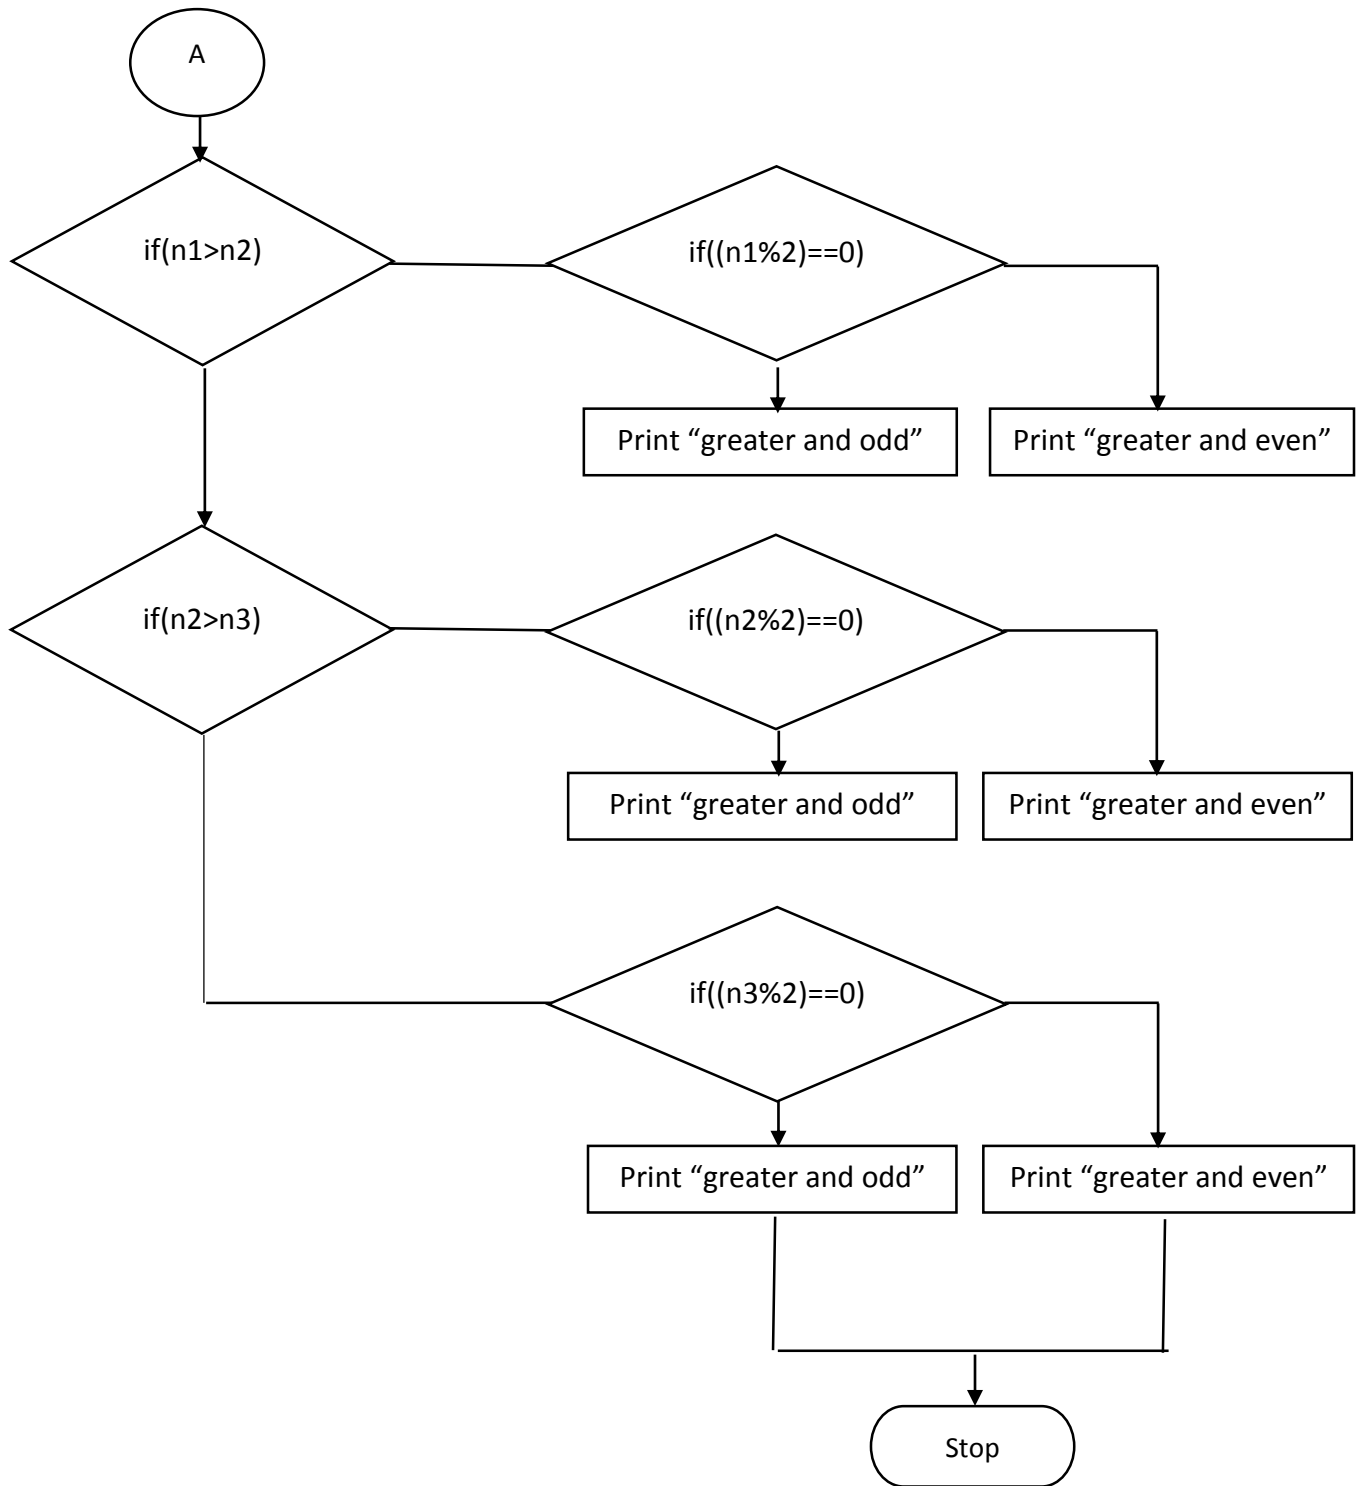 A
if(n1>n2)
if((n1%2)==0)
Print “greater and odd”
Print “greater and even”
if(n2>n3)
if((n2%2)==0)
Print “greater and odd”
Print “greater and even”
if((n3%2)==0)
Print “greater and odd”
Print “greater and even”
Stop